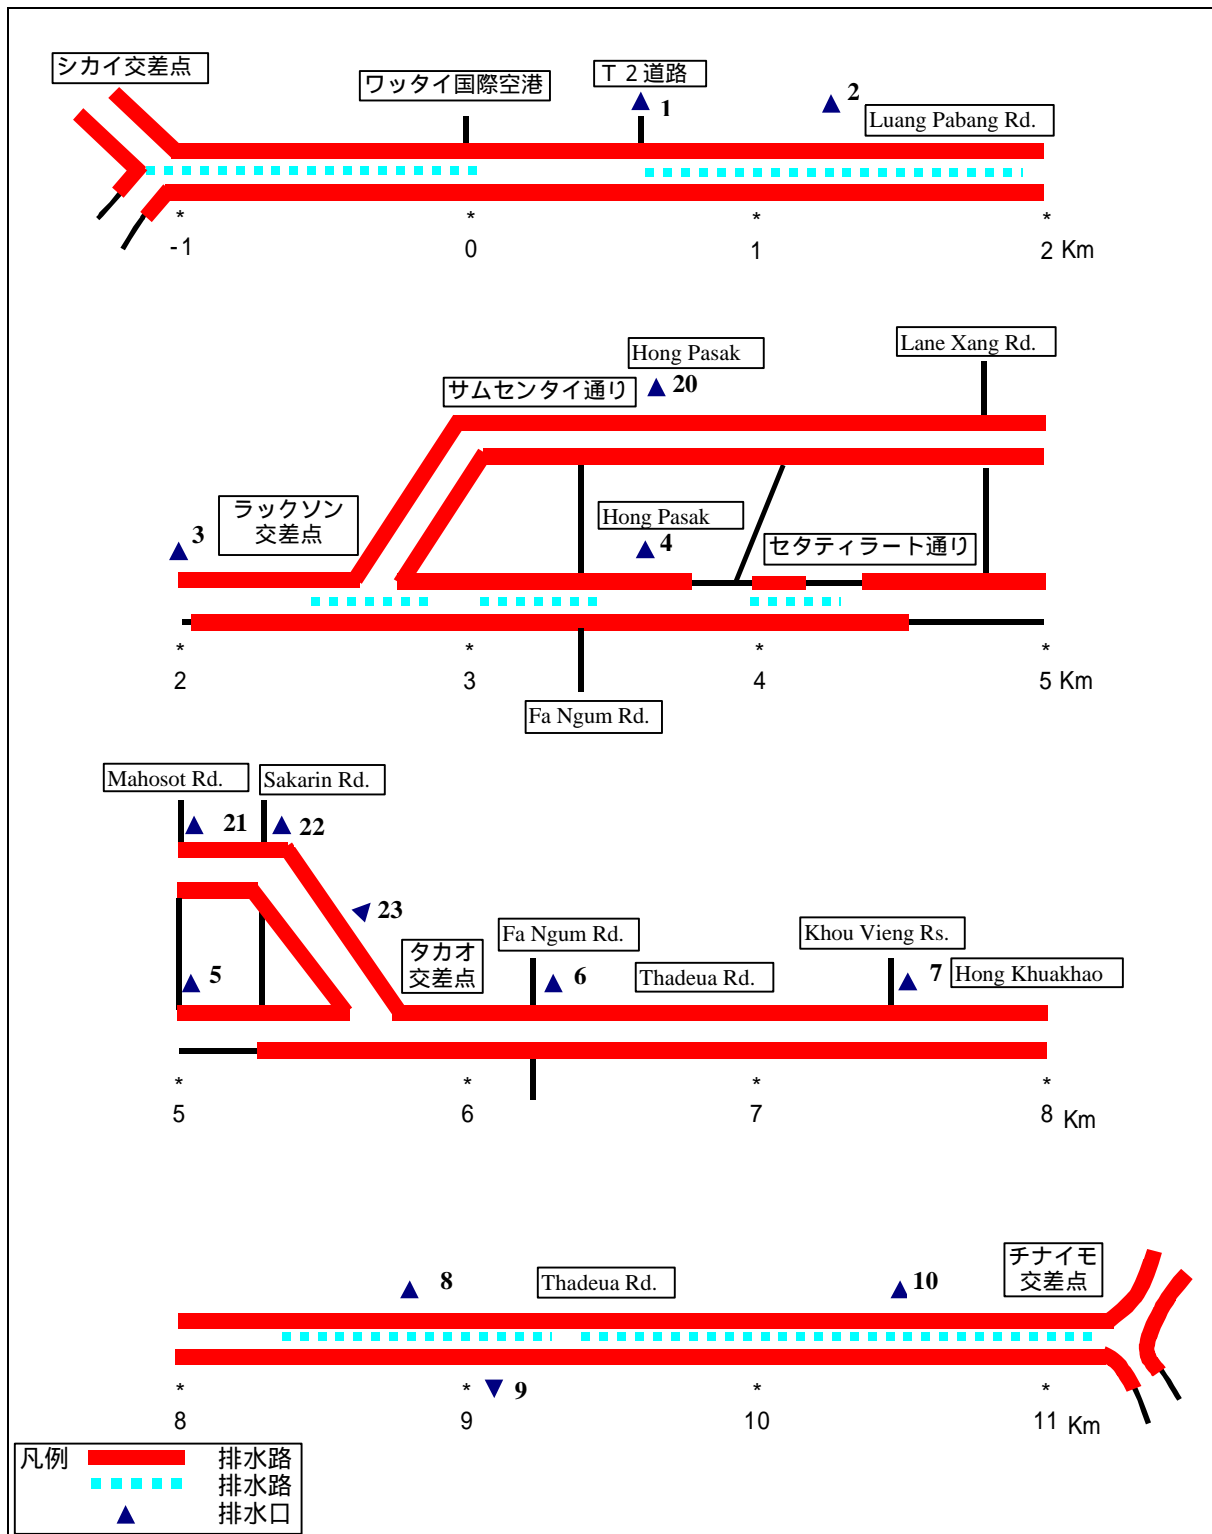 シカイ交差点
ワッタイ国際空港
T2道路
1
2
Luang Pabang Rd.
* * * *
-1 0 1 2 Km
Hong Pasak
20
Lane Xang Rd.
サムセンタイ通り
ラックソン
交差点
3
Hong Pasak
4
セタティラート通り
* * * *
2 3 4 5 Km
Fa Ngum Rd.
Mahosot Rd.
Sakarin Rd.
21
22
23
5
タカオ
交差点
Fa Ngum Rd.
6
Thadeua Rd.
Khou Vieng Rs.
7
Hong Khuakhao
* * * *
5 6 7 8 Km
8
Thadeua Rd.
10
チナイモ
交差点
* * * *
9
8 9 10 11 Km
凡例
排水路
排水路
排水口